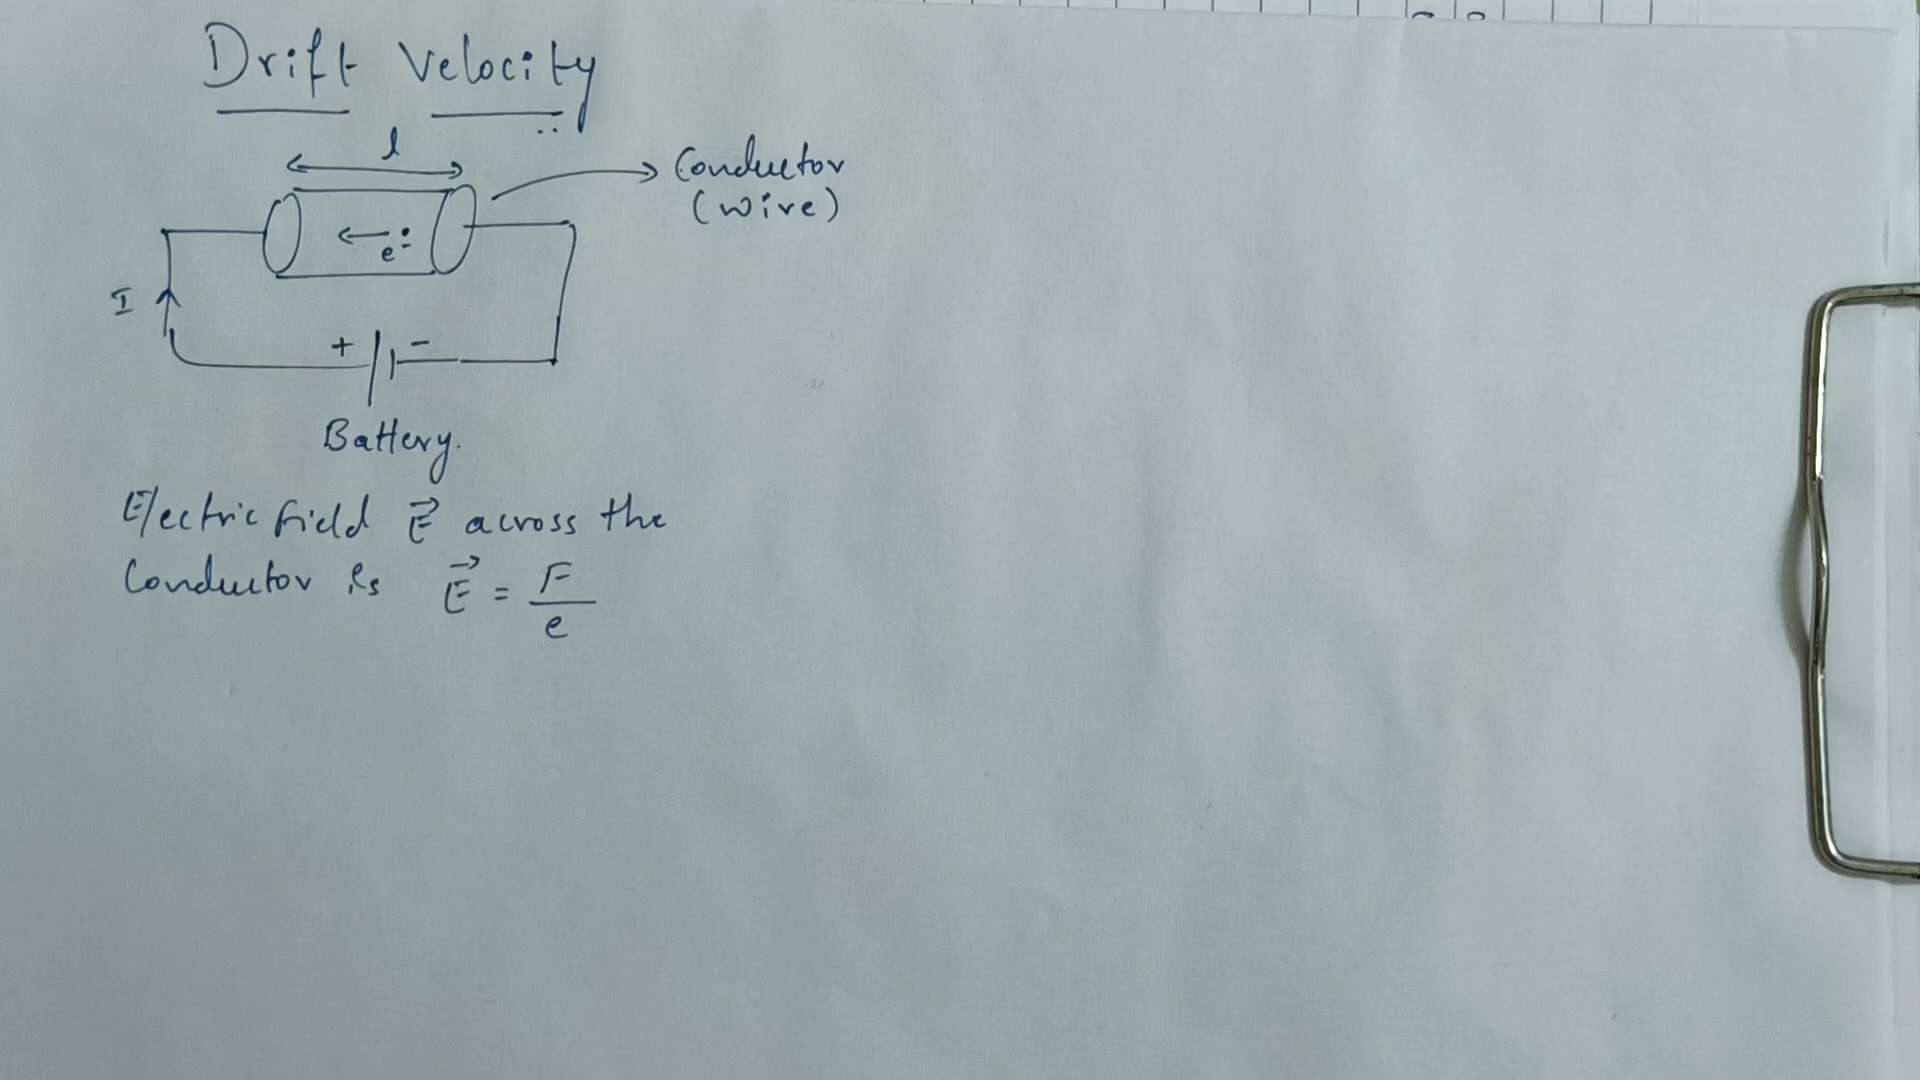 Drift Velocity
l
Conductor
(wire)
e-
I
+ -
Battery.
Electric field E⃗ across the
Conductor is E⃗ = F/e